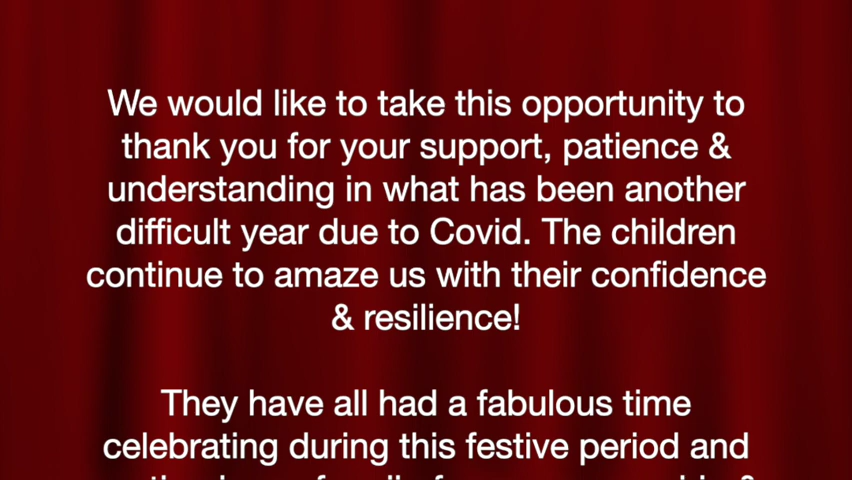 We would like to take this opportunity to
thank you for your support, patience &
understanding in what has been another
difficult year due to Covid. The children
continue to amaze us with their confidence
& resilience!
They have all had a fabulous time
celebrating during this festive period and